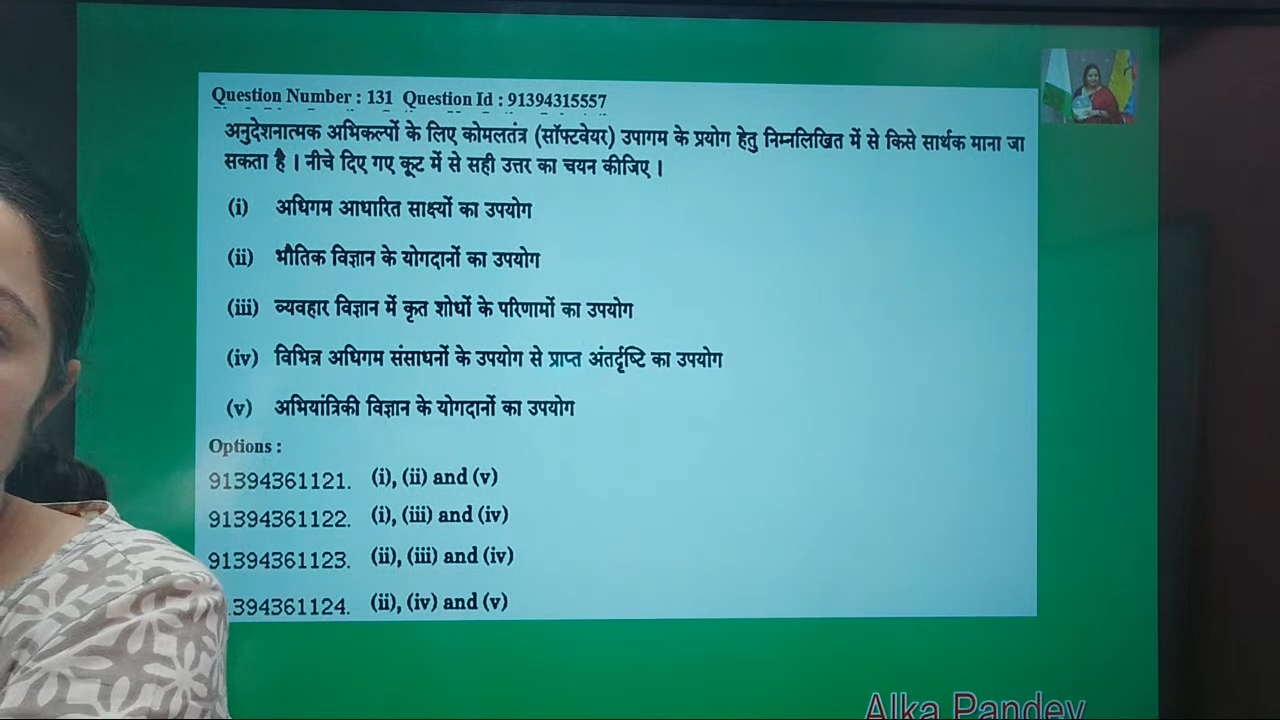 Question Number : 131 Question Id : 91394315557
अनुदेशनात्मक अभिकल्पों के लिए कोमलतंत्र (सॉफ्टवेयर) उपागम के प्रयोग हेतु निम्नलिखित में से किसे सार्थक माना जा
सकता है । नीचे दिए गए कूट में से सही उत्तर का चयन कीजिए ।
(i) अधिगम आधारित साक्ष्यों का उपयोग
(ii) भौतिक विज्ञान के योगदानों का उपयोग
(iii) व्यवहार विज्ञान में कृत शोधों के परिणामों का उपयोग
(iv) विभिन्न अधिगम संसाधनों के उपयोग से प्राप्त अंतर्दृष्टि का उपयोग
(v) अभियांत्रिकी विज्ञान के योगदानों का उपयोग
Options :
91394361121. (i), (ii) and (v)
91394361122. (i), (iii) and (iv)
91394361123. (ii), (iii) and (iv)
.394361124. (ii), (iv) and (v)
Alka Pandey